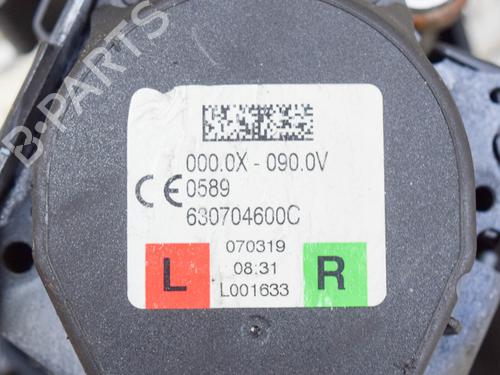 B-PARTS
000.0X - 090.0V
CE 0589
630704600C
070319
08:31
L001633
L
R